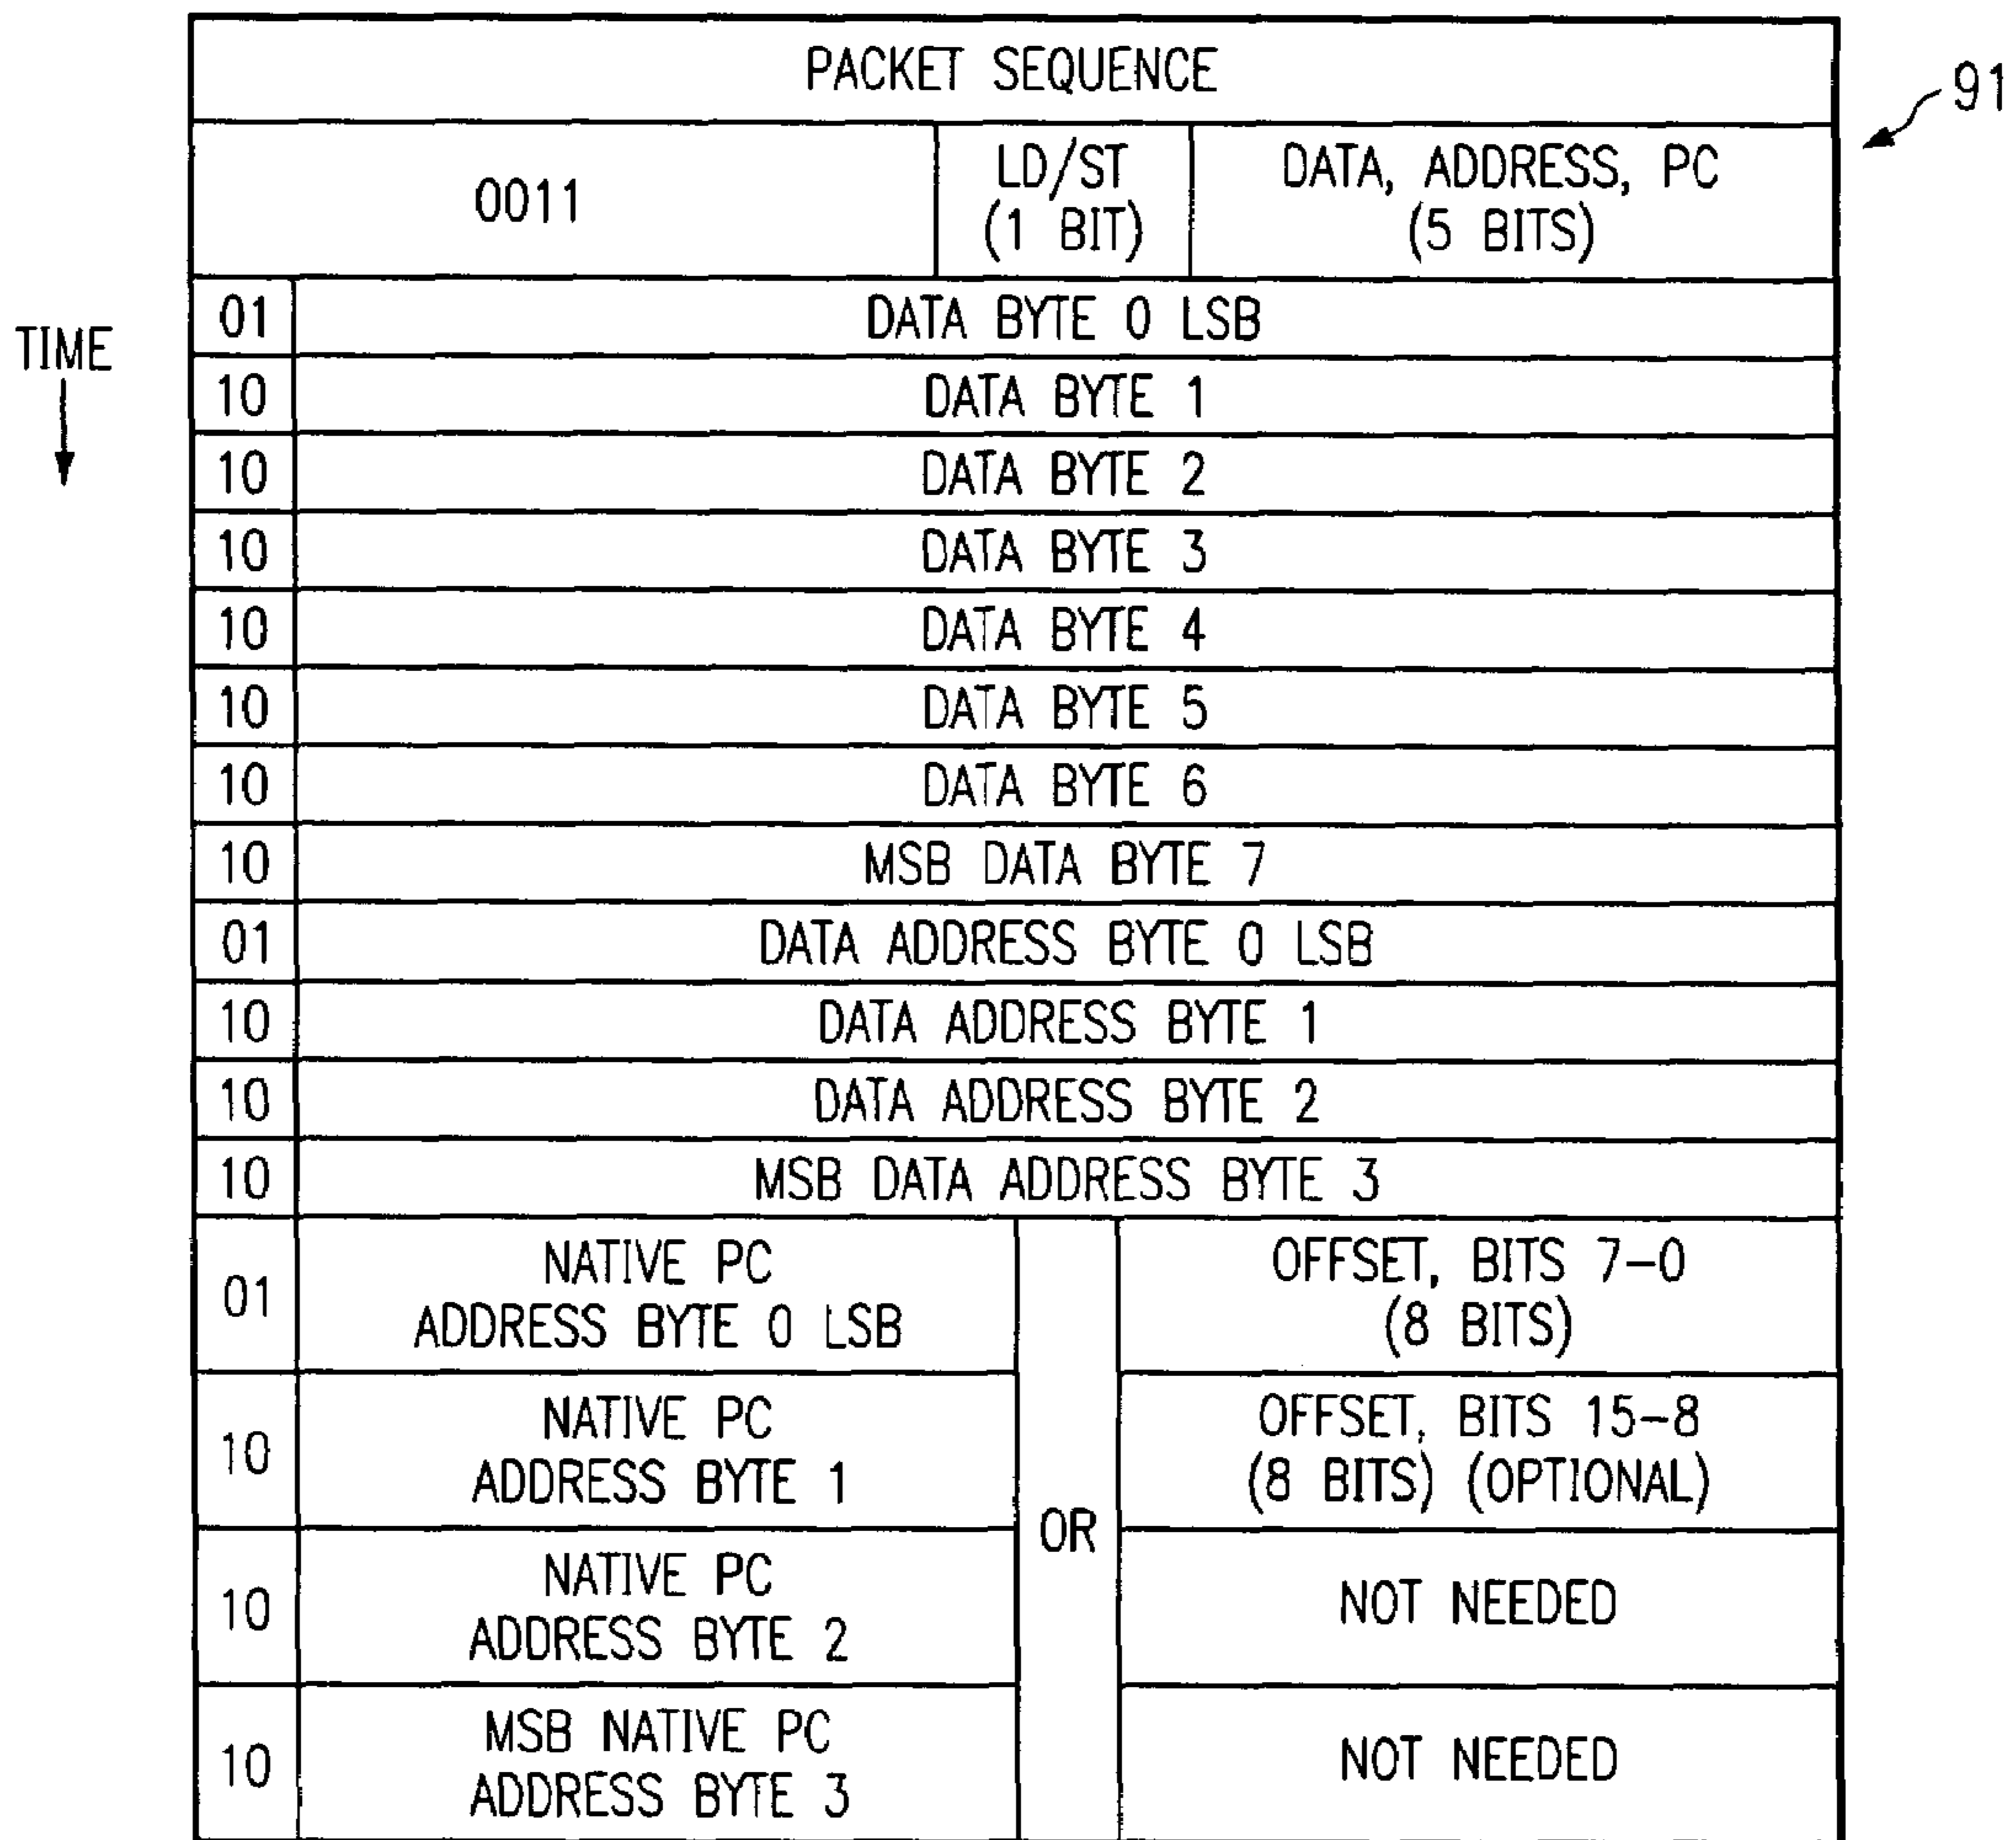 PACKET SEQUENCE
91
0011
LD/ST
(1 BIT)
DATA, ADDRESS, PC
(5 BITS)
TIME
01 DATA BYTE 0 LSB
10 DATA BYTE 1
10 DATA BYTE 2
10 DATA BYTE 3
10 DATA BYTE 4
10 DATA BYTE 5
10 DATA BYTE 6
10 MSB DATA BYTE 7
01 DATA ADDRESS BYTE 0 LSB
10 DATA ADDRESS BYTE 1
10 DATA ADDRESS BYTE 2
10 MSB DATA ADDRESS BYTE 3
01
NATIVE PC
ADDRESS BYTE 0 LSB
OFFSET, BITS 7-0
(8 BITS)
10
NATIVE PC
ADDRESS BYTE 1
OFFSET, BITS 15-8
(8 BITS) (OPTIONAL)
OR
10
NATIVE PC
ADDRESS BYTE 2
NOT NEEDED
10
MSB NATIVE PC
ADDRESS BYTE 3
NOT NEEDED